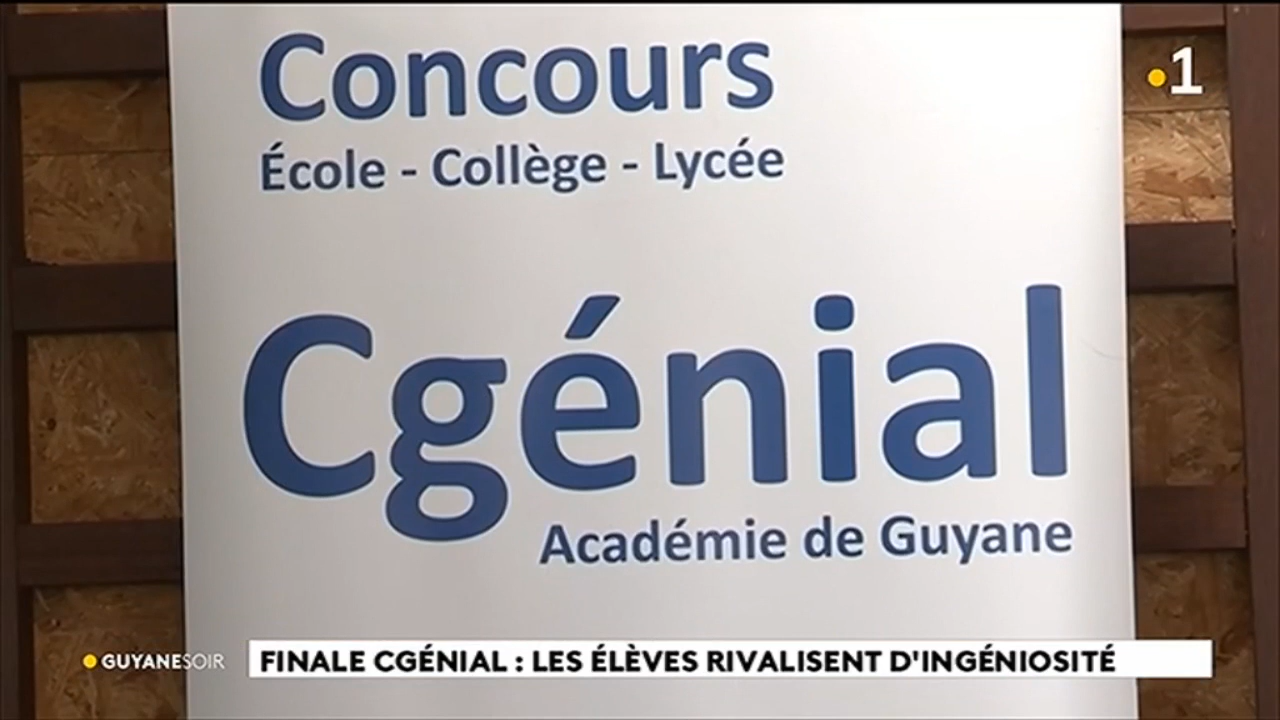 Concours
1
École - Collège - Lycée
Cgénial
Académie de Guyane
GUYANESOIR
FINALE CGÉNIAL : LES ÉLÈVES RIVALISENT D'INGÉNIOSITÉ